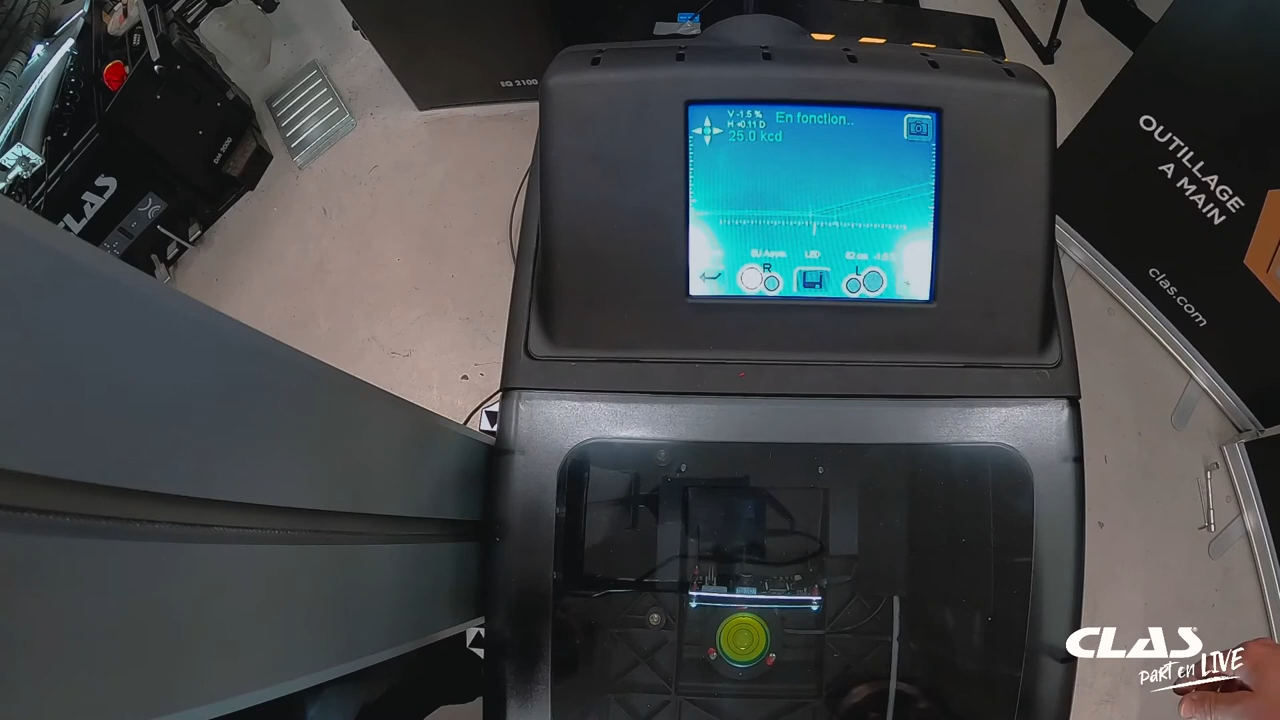 EQ 2100
CLAS
V -1.5 %
H +0.11 D
En fonction..
25.0 kcd
LED
R
L
OUTILLAGE
A MAIN
clas.com
CLAS
part en LIVE